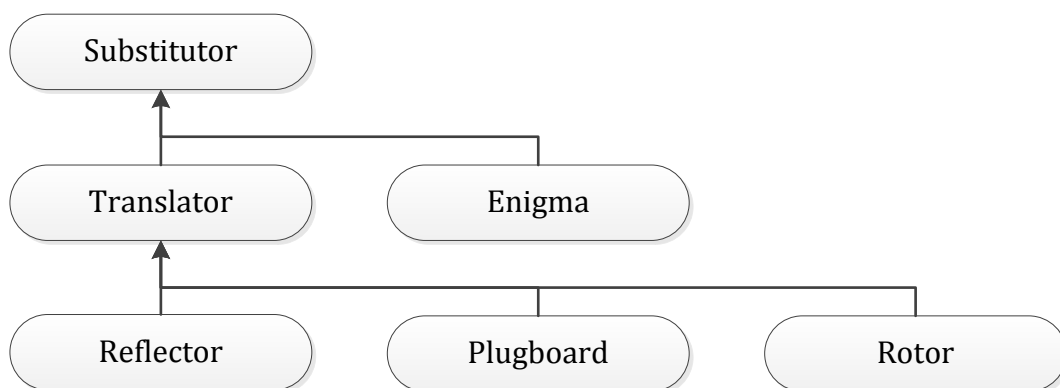 Substitutor
Translator
Enigma
Reflector
Plugboard
Rotor